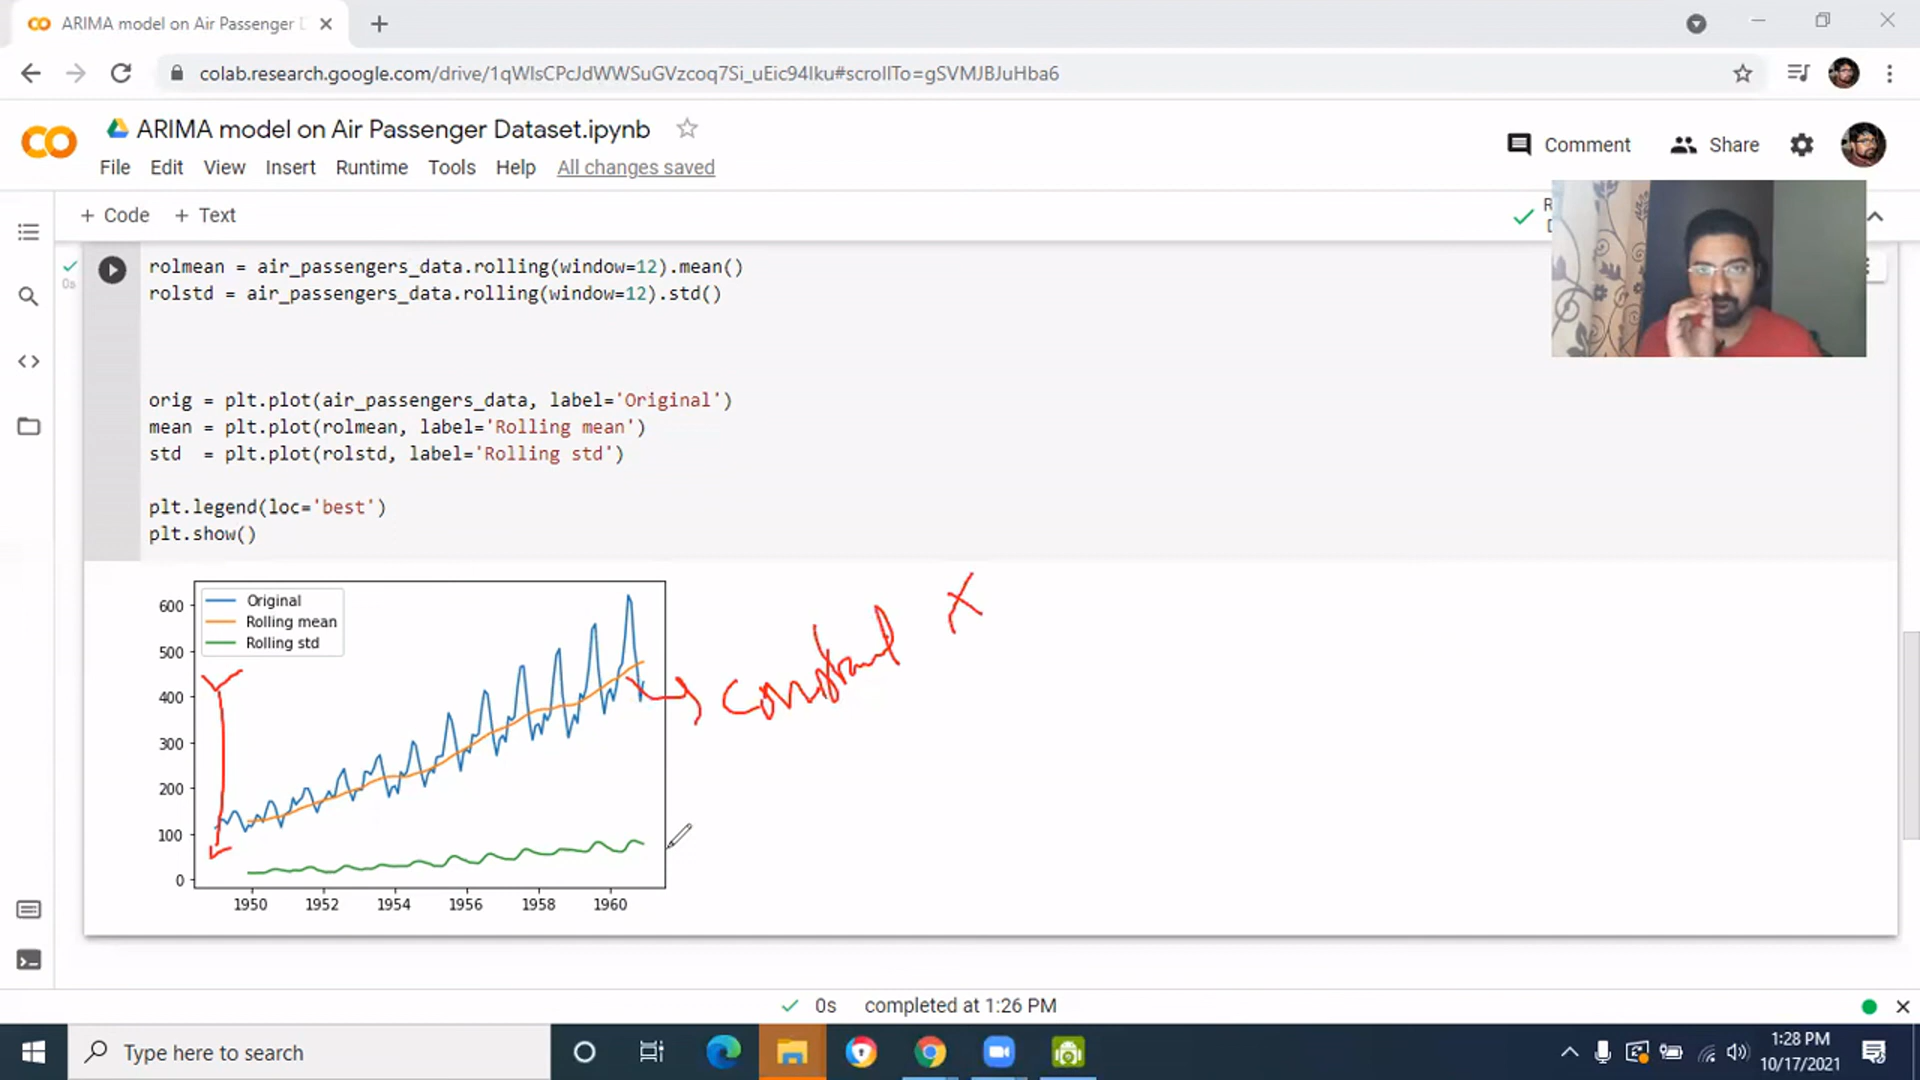 ARIMA model on Air Passenger D
colab.research.google.com/drive/1qWlsCPcJdWWSuGVzcoq7Si_uEic94Iku#scrollTo=gSVMJBJuHba6
ARIMA model on Air Passenger Dataset.ipynb
Comment
Share
File Edit View Insert Runtime Tools Help All changes saved
+ Code + Text
R
D
0s
rolmean = air_passengers_data.rolling(window=12).mean()
rolstd = air_passengers_data.rolling(window=12).std()
orig = plt.plot(air_passengers_data, label='Original')
mean = plt.plot(rolmean, label='Rolling mean')
std = plt.plot(rolstd, label='Rolling std')
plt.legend(loc='best')
plt.show()
Original
Rolling mean
Rolling std
600
500
400
300
200
100
0
1950 1952 1954 1956 1958 1960
constant x
0s completed at 1:26 PM
Type here to search
1:28 PM
10/17/2021